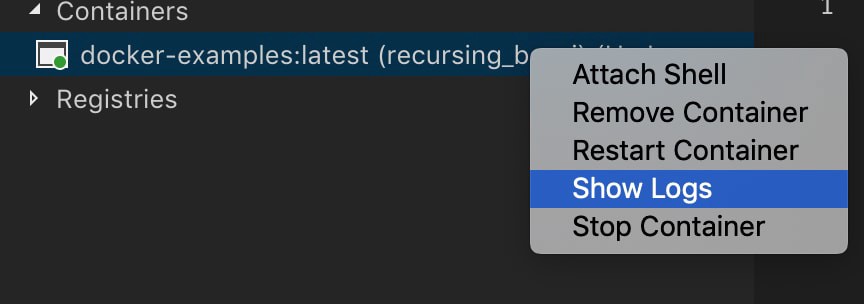 Containers
1
docker-examples:latest (recursing_b
Attach Shell
Registries
Remove Container
Restart Container
Show Logs
Stop Container